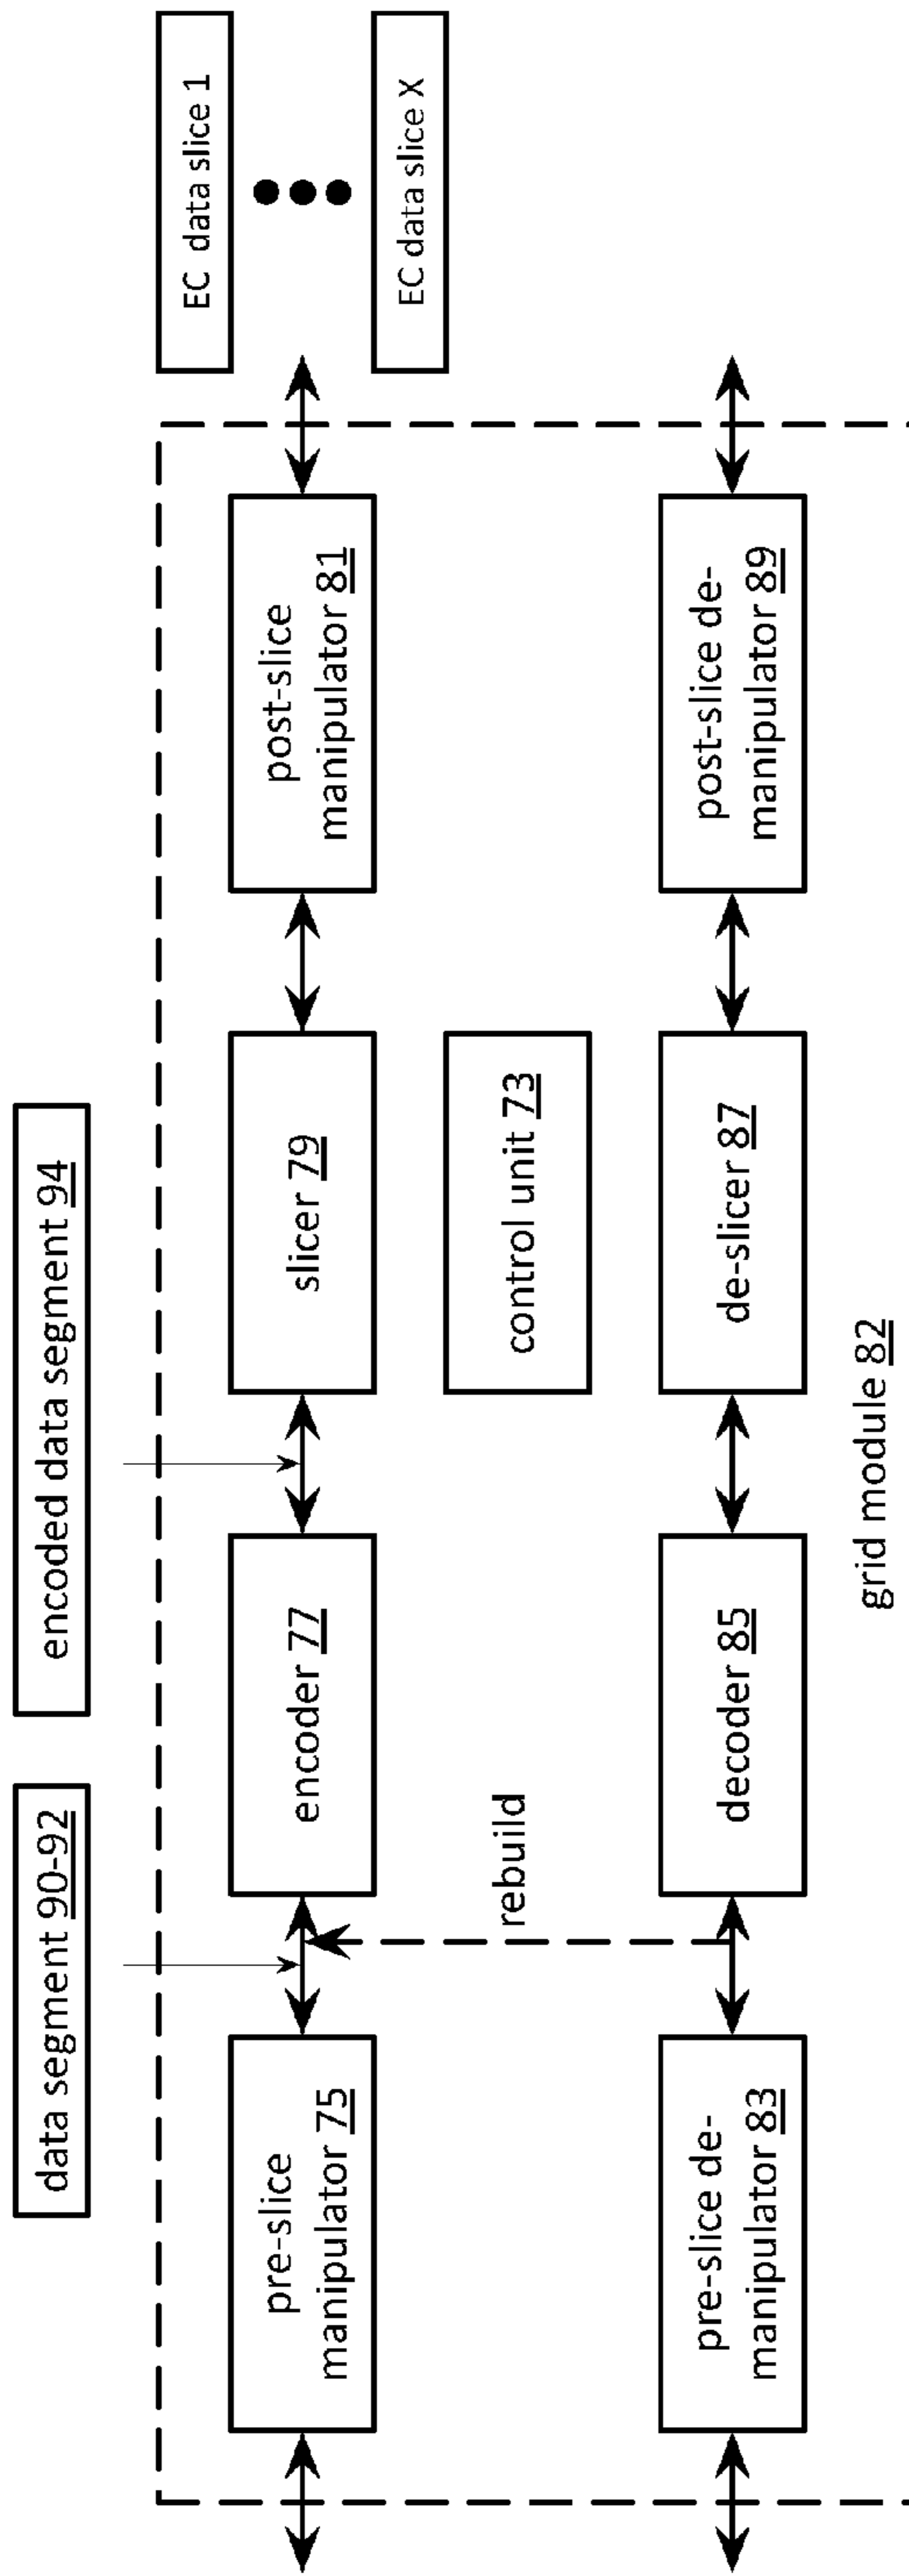 data segment 90-92
encoded data segment 94
EC data slice 1
EC data slice X
pre-slice
manipulator 75
encoder 77
slicer 79
post-slice
manipulator 81
rebuild
control unit 73
pre-slice de-
manipulator 83
decoder 85
de-slicer 87
post-slice de-
manipulator 89
grid module 82